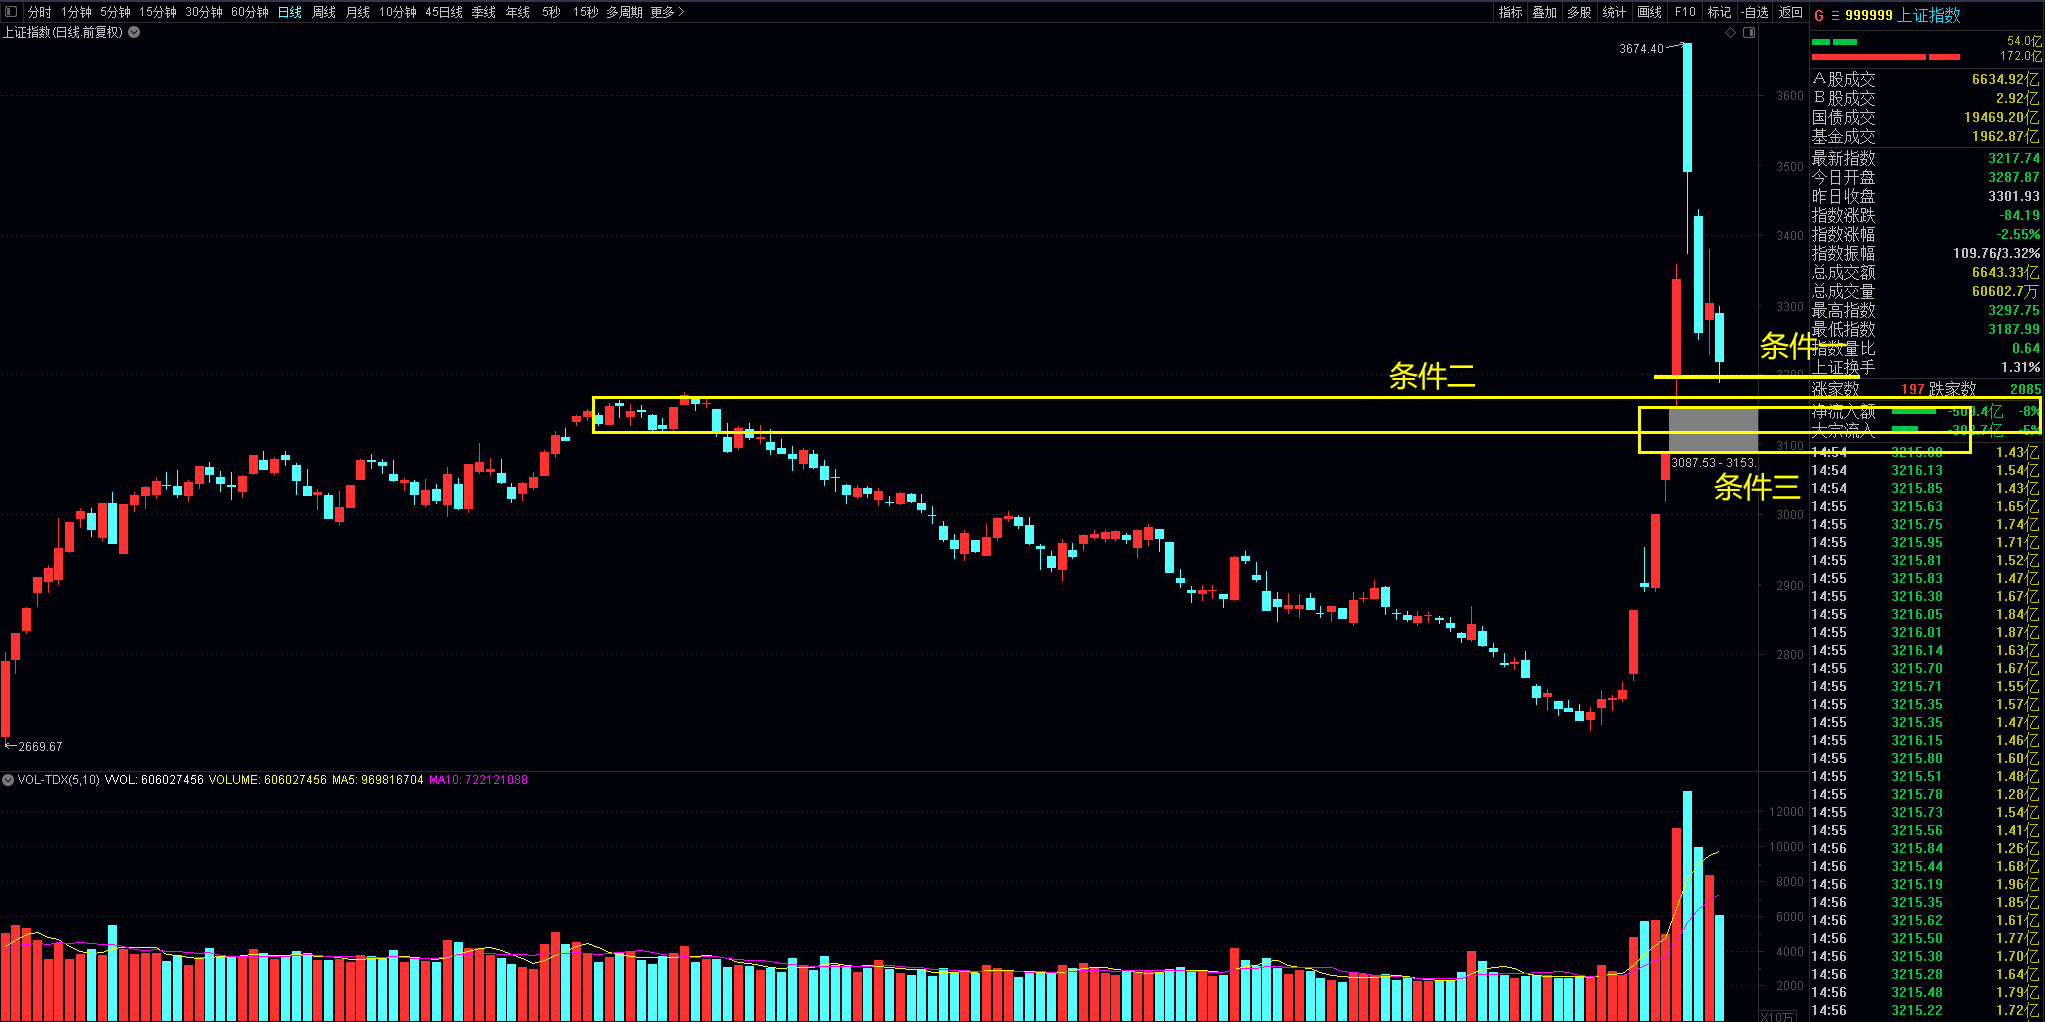 分时 1分钟 5分钟 15分钟 30分钟 60分钟 日线 周线 月线 10分钟 45日线 季线 年线 5秒 15秒 多周期 更多>
指标 叠加 多股 统计 画线 F10 标记 -自选 返回
G 999999 上证指数
上证指数(日线.前复权)
3674.40
3600
3500
3400
3300
3200
3100
3000
2900
2800
条件一
条件二
条件三
3087.53-3153.
2669.67
VOL-TDX(5,10) VVOL: 606027456 VOLUME: 606027456 MA5: 969816704 MA10: 722121088
12000
10000
8000
6000
4000
2000
X10万
54.0亿
172.0亿
A股成交 6634.92亿
B股成交 2.92亿
国债成交 19469.20亿
基金成交 1962.87亿
最新指数 3217.74
今日开盘 3287.87
昨日收盘 3301.93
指数涨跌 -84.19
指数涨幅 -2.55%
指数振幅 109.76/3.32%
总成交额 6643.33亿
总成交量 60602.7万
最高指数 3297.75
最低指数 3187.99
指数量比 0.64
上证换手 1.31%
涨家数 197 跌家数 2085
净流入额 .4亿 -8%
大宗流入 -5%
14:54 1.43亿
14:54 3216.13 1.54亿
14:54 3215.85 1.43亿
14:55 3215.63 1.65亿
14:55 3215.75 1.74亿
14:55 3215.95 1.71亿
14:55 3215.81 1.52亿
14:55 3215.83 1.47亿
14:55 3216.38 1.67亿
14:55 3216.05 1.84亿
14:55 3216.01 1.87亿
14:55 3216.14 1.63亿
14:55 3215.70 1.67亿
14:55 3215.71 1.55亿
14:55 3215.35 1.57亿
14:55 3215.35 1.47亿
14:55 3216.15 1.46亿
14:55 3215.80 1.60亿
14:55 3215.51 1.48亿
14:55 3215.78 1.28亿
14:55 3215.73 1.54亿
14:55 3215.56 1.41亿
14:56 3215.84 1.26亿
14:56 3215.44 1.68亿
14:56 3215.19 1.96亿
14:56 3215.35 1.85亿
14:56 3215.62 1.61亿
14:56 3215.50 1.77亿
14:56 3215.38 1.70亿
14:56 3215.28 1.64亿
14:56 3215.48 1.79亿
14:56 3215.22 1.72亿